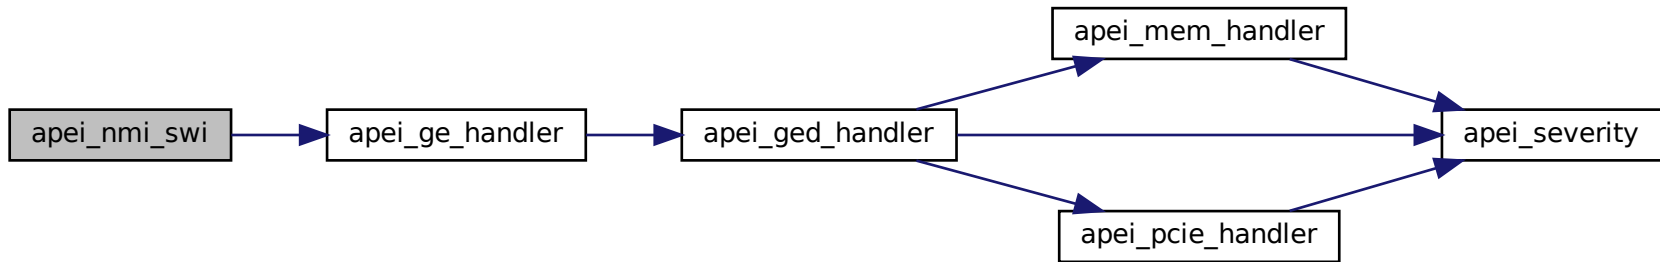 apei_nmi_swi
apei_ge_handler
apei_ged_handler
apei_mem_handler
apei_pcie_handler
apei_severity